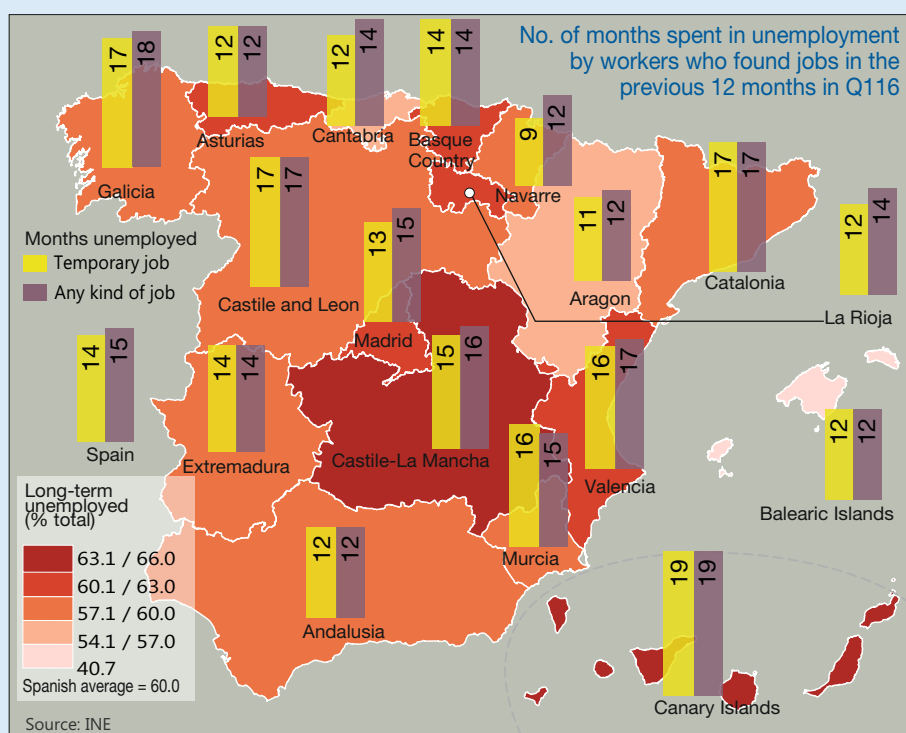 No. of months spent in unemployment
by workers who found jobs in the
previous 12 months in Q116
17 18
Galicia
12 12
Asturias
12 14
Cantabria
14 14
Basque
Country
9 12
Navarre
17 17
Castile and Leon
13 15
Madrid
11 12
Aragon
17 17
Catalonia
12 14
La Rioja
Months unemployed
Temporary job
Any kind of job
14 15
Spain
14 14
Extremadura
15 16
Castile-La Mancha
16 17
Valencia
16 15
Murcia
12 12
Balearic Islands
12 12
Andalusia
19 19
Canary Islands
Long-term
unemployed
(% total)
63.1 / 66.0
60.1 / 63.0
57.1 / 60.0
54.1 / 57.0
40.7
Spanish average = 60.0
Source: INE